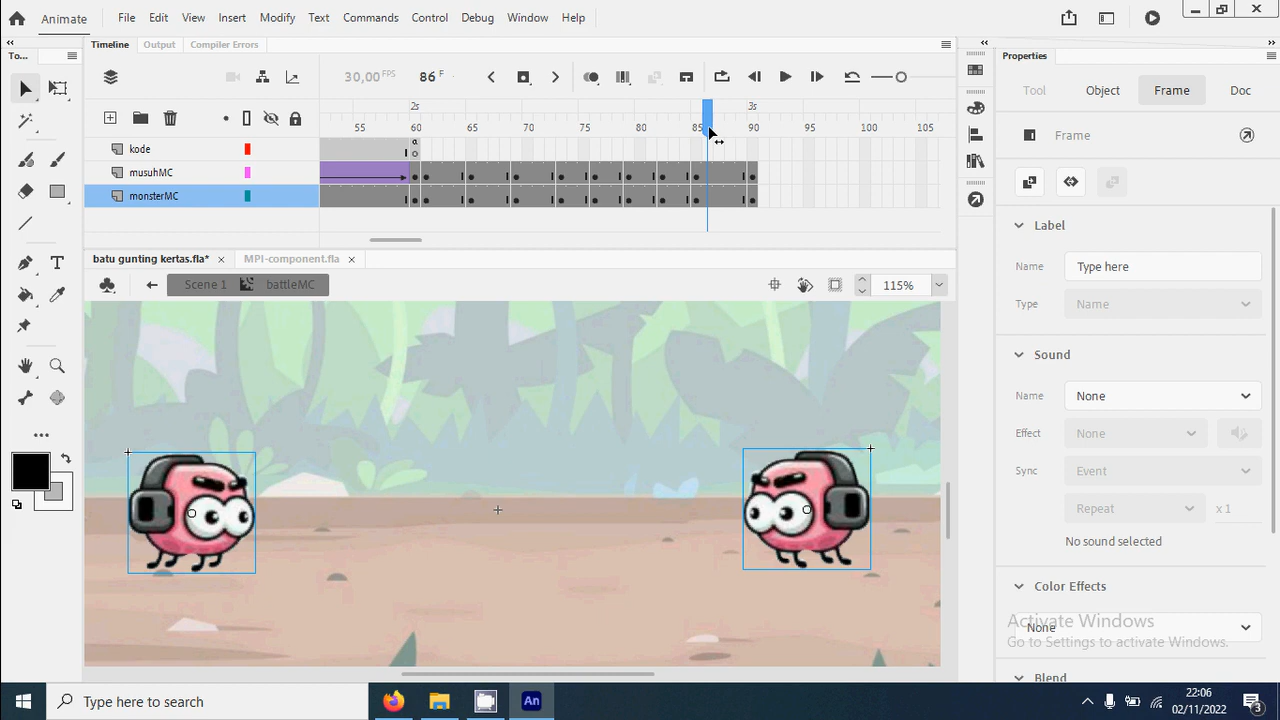 Animate File Edit View Insert Modify Text Commands Control Debug Window Help
To... Timeline Output Compiler Errors Properties
30,00 FPS 86 F
Tool Object Frame Doc
2s 3s
55 60 65 70 75 80 85 90 95 100 105
kode
musuhMC
monsterMC
Frame
Label
Name Type here
Type Name
batu gunting kertas.fla* MPI-component.fla
Scene 1 battleMC 115%
Sound
Name None
Effect None
Sync Event
Repeat x 1
No sound selected
Color Effects
None
Activate Windows
Go to Settings to activate Windows.
Blend
Type here to search
An
22:06
02/11/2022
3